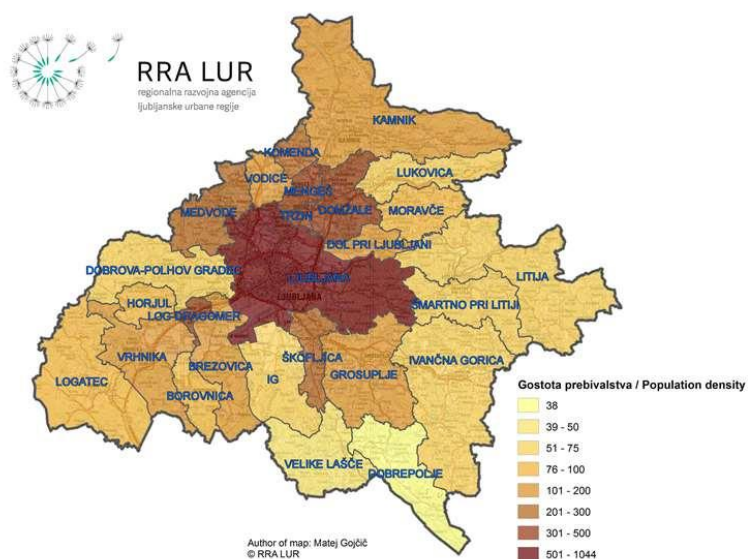 RRA LUR
regionalna razvojna agencija
ljubljanske urbane regije
KAMNIK
KOMENDA
LUKOVICA
VODICE
MENGEŠ
MEDVODE
TRZIN
DOMŽALE
MORAVČE
DOL PRI LJUBLJANI
DOBROVA-POLHOV GRADEC
LJUBLJANA
LITIJA
LJUBLJANA
HORJUL
ŠMARTNO PRI LITIJI
LOG-DRAGOMER
VRHNIKA
BREZOVICA
ŠKOFLJICA
IVANČNA GORICA
LOGATEC
IG
GROSUPLJE
BOROVNICA
VELIKE LAŠČE
DOBREPOLJE
Gostota prebivalstva / Population density
38
39 - 50
51 - 75
76 - 100
101 - 200
201 - 300
301 - 500
501 - 1044
Author of map: Matej Gojčič
© RRA LUR